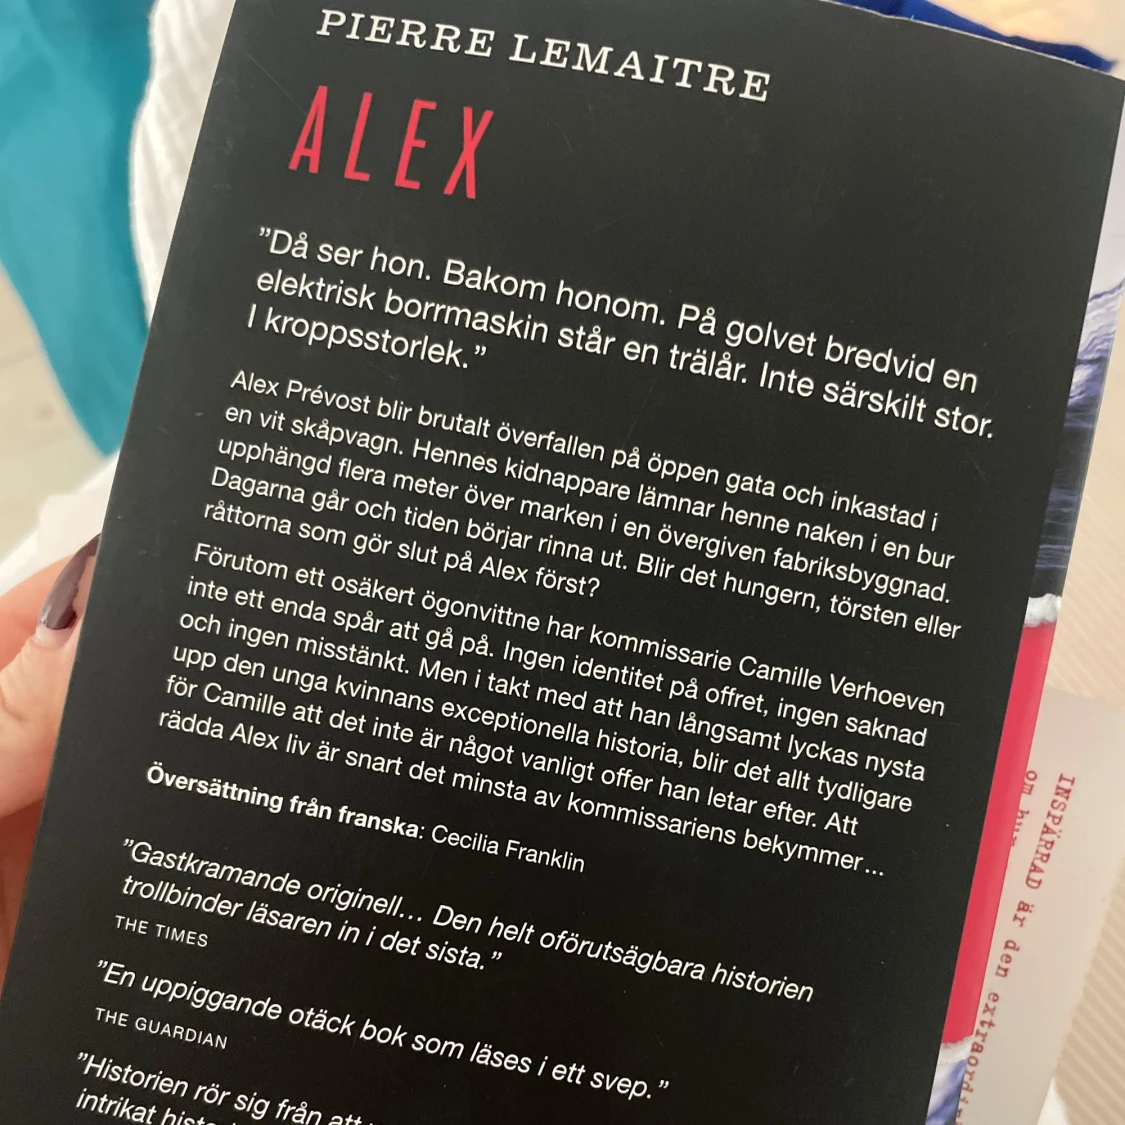 PIERRE LEMAITRE
ALEX
”Då ser hon. Bakom honom. På golvet bredvid en
elektrisk borrmaskin står en trälår. Inte särskilt stor.
I kroppsstorlek.”
Alex Prévost blir brutalt överfallen på öppen gata och inkastad i
en vit skåpvagn. Hennes kidnappare lämnar henne naken i en bur
upphängd flera meter över marken i en övergiven fabriksbyggnad.
Dagarna går och tiden börjar rinna ut. Blir det hungern, törsten eller
råttorna som gör slut på Alex först?
Förutom ett osäkert ögonvittne har kommissarie Camille Verhoeven
inte ett enda spår att gå på. Ingen identitet på offret, ingen saknad
och ingen misstänkt. Men i takt med att han långsamt lyckas nysta
upp den unga kvinnans exceptionella historia, blir det allt tydligare
för Camille att det inte är något vanligt offer han letar efter. Att
rädda Alex liv är snart det minsta av kommissariens bekymmer...
Översättning från franska: Cecilia Franklin
”Gastkramande originell... Den helt oförutsägbara historien
trollbinder läsaren in i det sista.”
THE TIMES
”En uppiggande otäck bok som läses i ett svep.”
THE GUARDIAN
”Historien rör sig från att
intrikat
INSPÄRRAD är den
om